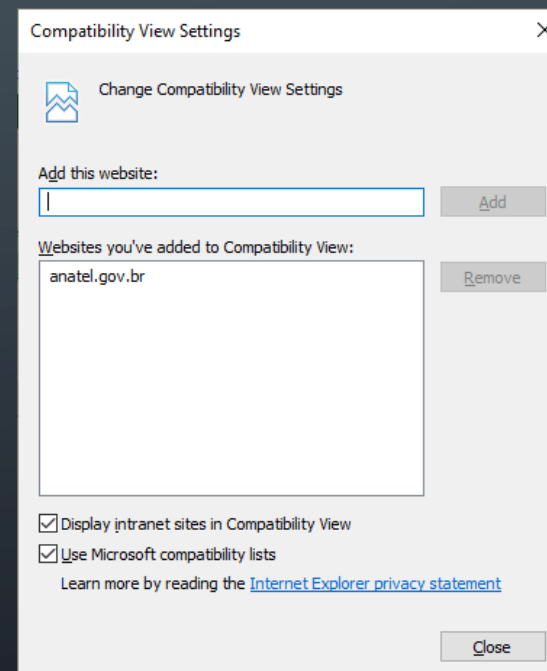 Compatibility View Settings
Change Compatibility View Settings
Add this website:
Add
Websites you've added to Compatibility View:
anatel.gov.br
Remove
Display intranet sites in Compatibility View
Use Microsoft compatibility lists
Learn more by reading the Internet Explorer privacy statement
Close